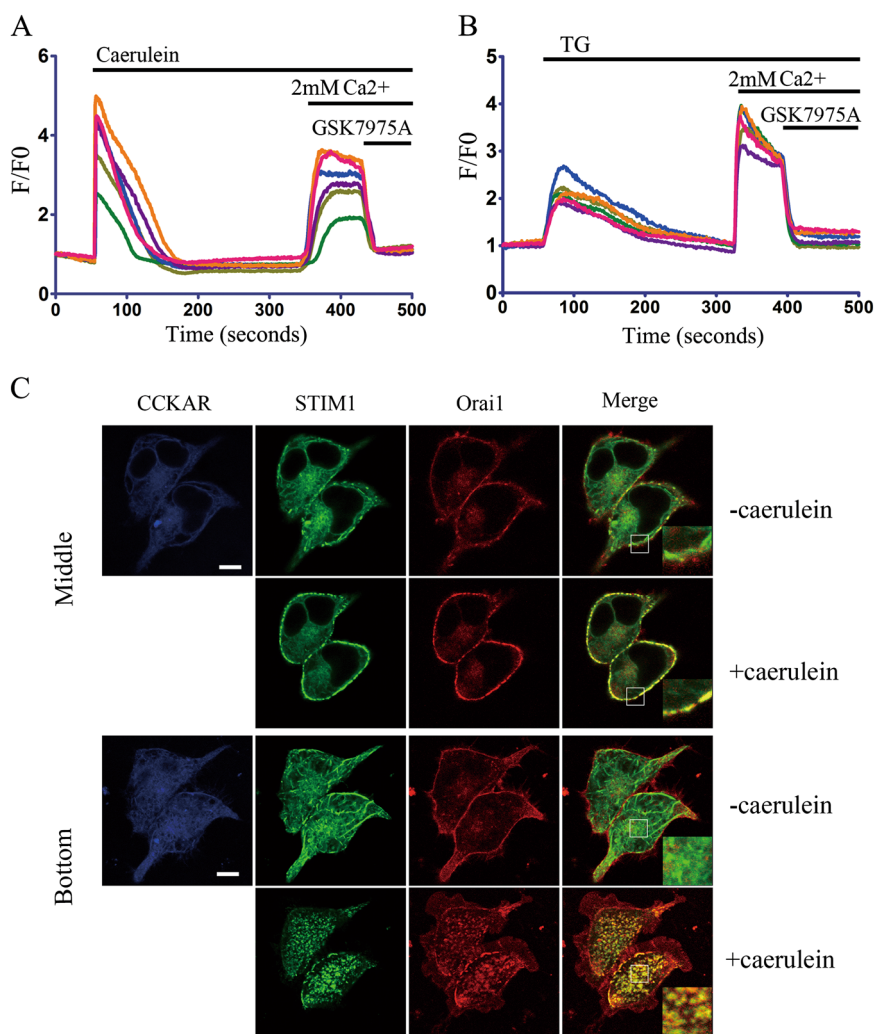 A
Caerulein
2mM Ca2+
GSK7975A
F/F0
6
4
2
0
0
100
200
300
400
500
Time (seconds)
B
TG
2mM Ca2+
GSK7975A
F/F0
5
4
3
2
1
0
0
100
200
300
400
500
Time (seconds)
C
CCKAR
STIM1
Orai1
Merge
Middle
-caerulein
+caerulein
Bottom
-caerulein
+caerulein